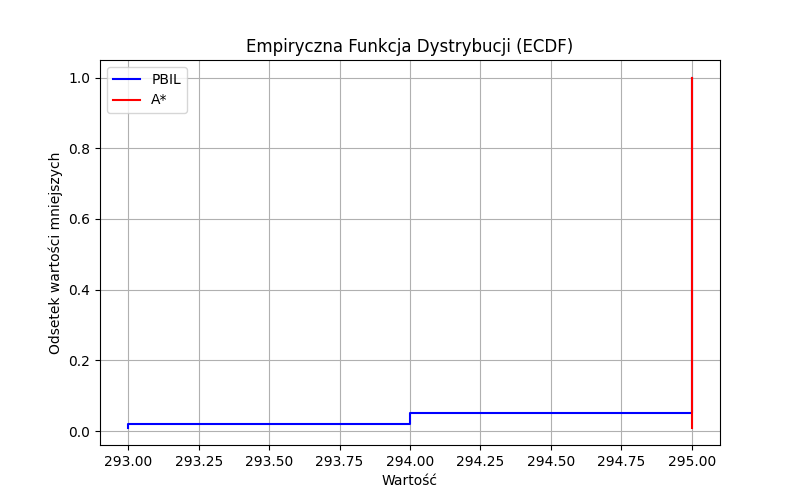 Empiryczna Funkcja Dystrybucji (ECDF)
PBIL
A*
1.0
0.8
0.6
0.4
0.2
0.0
Odsetek wartości mniejszych
293.00 293.25 293.50 293.75 294.00 294.25 294.50 294.75 295.00
Wartość